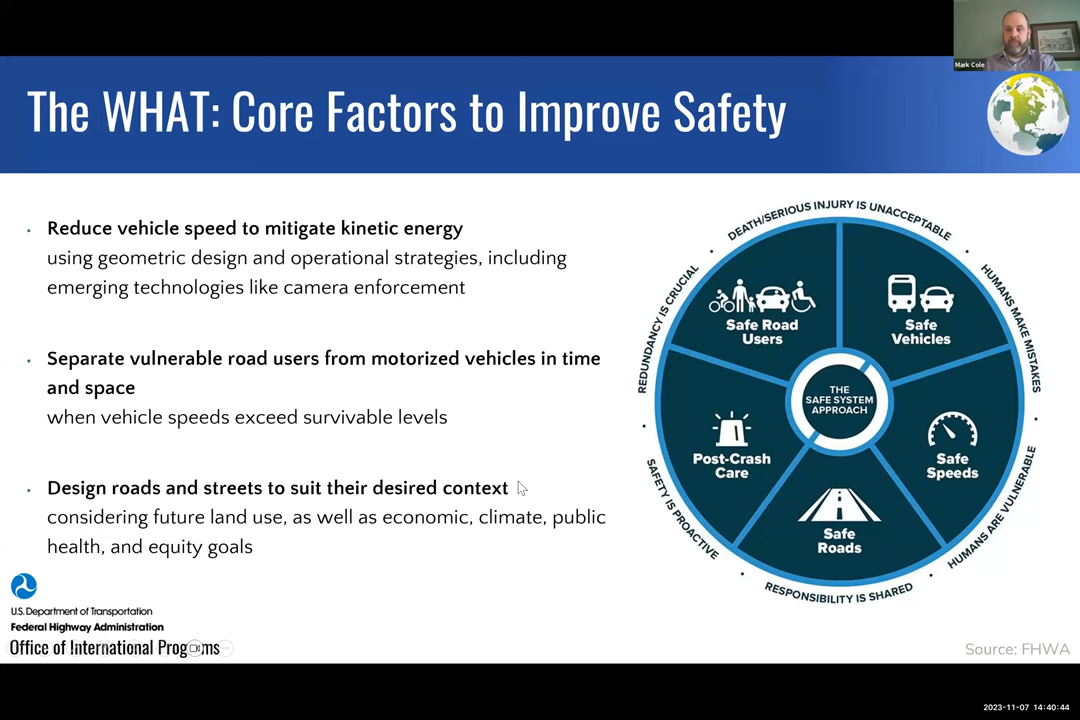 Mark Cole
The WHAT: Core Factors to Improve Safety
Reduce vehicle speed to mitigate kinetic energy
using geometric design and operational strategies, including
emerging technologies like camera enforcement
Separate vulnerable road users from motorized vehicles in time
and space
when vehicle speeds exceed survivable levels
Design roads and streets to suit their desired context
considering future land use, as well as economic, climate, public
health, and equity goals
DEATH/SERIOUS INJURY IS UNACCEPTABLE
HUMANS MAKE MISTAKES
HUMANS ARE VULNERABLE
RESPONSIBILITY IS SHARED
SAFETY IS PROACTIVE
REDUNDANCY IS CRUCIAL
Safe Road
Users
Safe
Vehicles
THE
SAFE SYSTEM
APPROACH
Post-Crash
Care
Safe
Speeds
Safe
Roads
U.S. Department of Transportation
Federal Highway Administration
Office of International Programs
Source: FHWA
2023-11-07 14:40:44